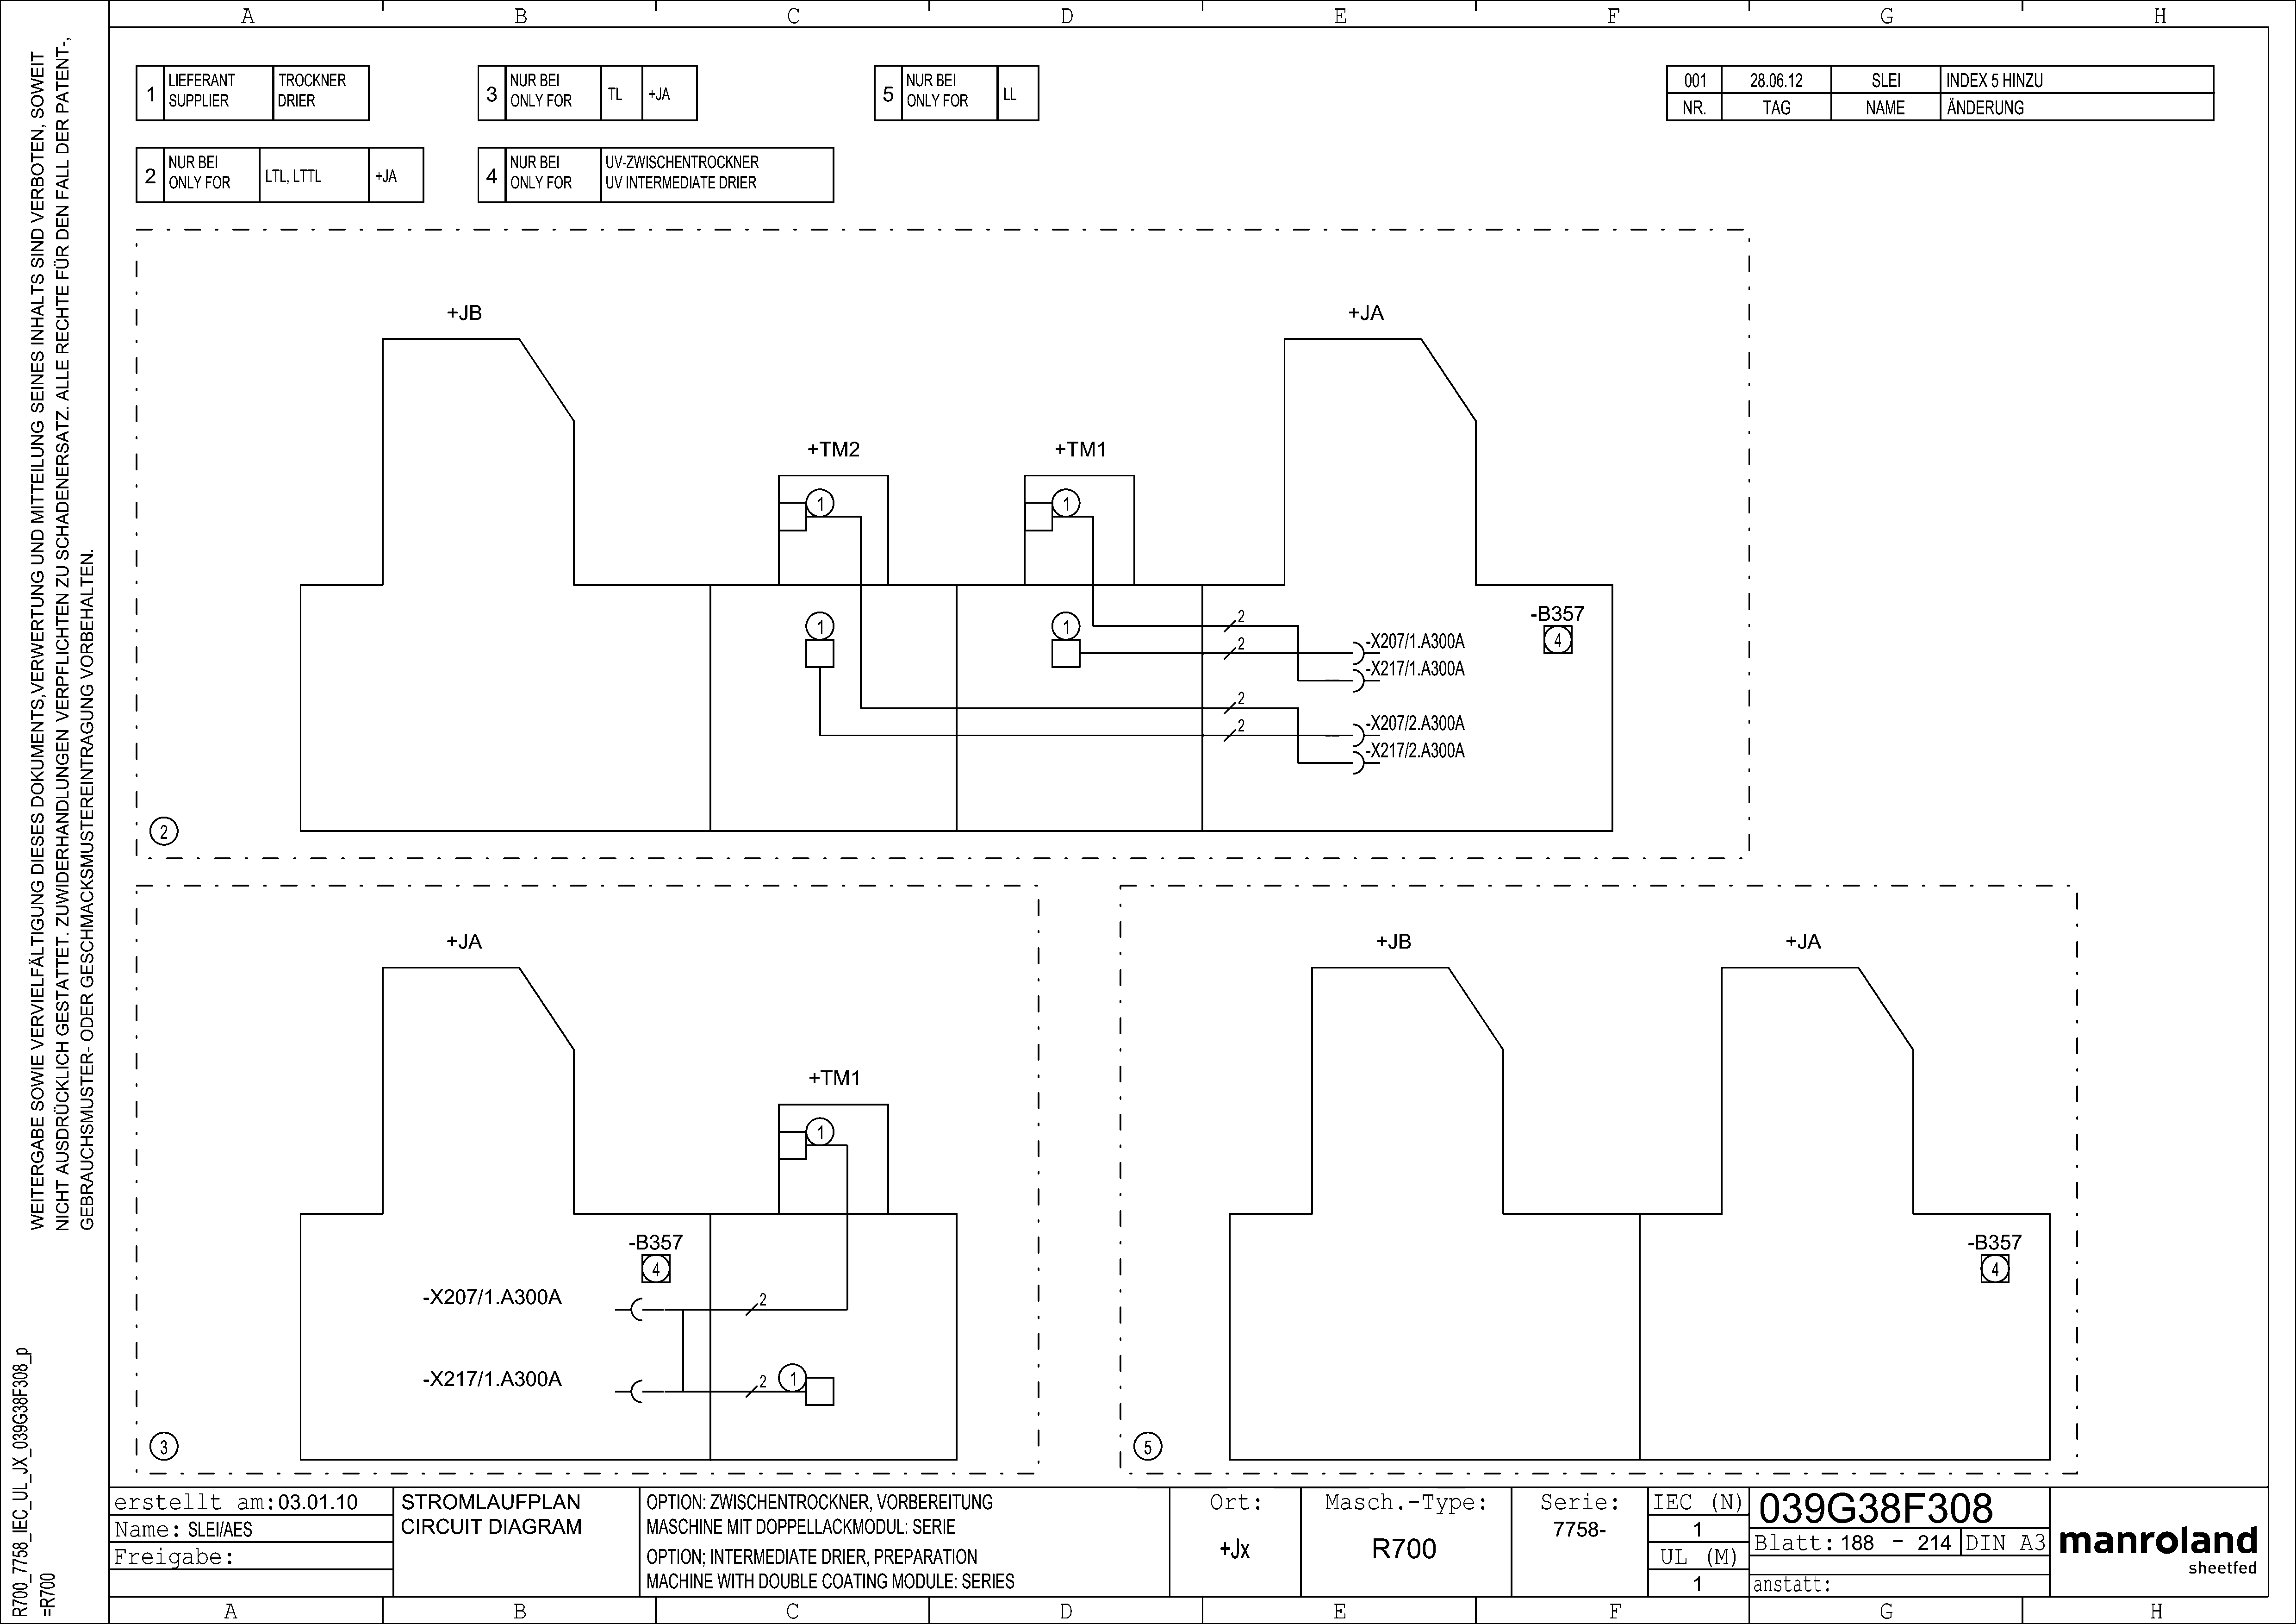 A B C D E F G H
1 LIEFERANT TROCKNER
SUPPLIER DRIER
3 NUR BEI TL +JA
ONLY FOR
5 NUR BEI LL
ONLY FOR
001 28.06.12 SLEI INDEX 5 HINZU
NR. TAG NAME ÄNDERUNG
2 NUR BEI LTL, LTTL +JA
ONLY FOR
4 NUR BEI UV-ZWISCHENTROCKNER
ONLY FOR UV INTERMEDIATE DRIER
+JB +JA
+TM2 +TM1
1 1
-B357
1 1 2 4
2 -X207/1.A300A
-X217/1.A300A
2
2 -X207/2.A300A
-X217/2.A300A
2
+JA
+TM1
1
-B357
4
-X207/1.A300A 2
-X217/1.A300A 2 1
3
+JB +JA
-B357
4
5
WEITERGABE SOWIE VERVIELFÄLTIGUNG DIESES DOKUMENTS,VERWERTUNG UND MITTEILUNG SEINES INHALTS SIND VERBOTEN, SOWEIT
NICHT AUSDRÜCKLICH GESTATTET. ZUWIDERHANDLUNGEN VERPFLICHTEN ZU SCHADENERSATZ. ALLE RECHTE FÜR DEN FALL DER PATENT-,
GEBRAUCHSMUSTER- ODER GESCHMACKSMUSTEREINTRAGUNG VORBEHALTEN.
R700_7758_IEC_UL_JX_039G38F308_p
=R700
erstellt am: 03.01.10
Name: SLEI/AES
Freigabe:
STROMLAUFPLAN
CIRCUIT DIAGRAM
OPTION: ZWISCHENTROCKNER, VORBEREITUNG
MASCHINE MIT DOPPELLACKMODUL: SERIE
OPTION; INTERMEDIATE DRIER, PREPARATION
MACHINE WITH DOUBLE COATING MODULE: SERIES
Ort:
+Jx
Masch.-Type:
R700
Serie:
7758-
IEC (N)
1
UL (M)
1
039G38F308
Blatt: 188 - 214 DIN A3
anstatt:
manroland
sheetfed
A B C D E F G H